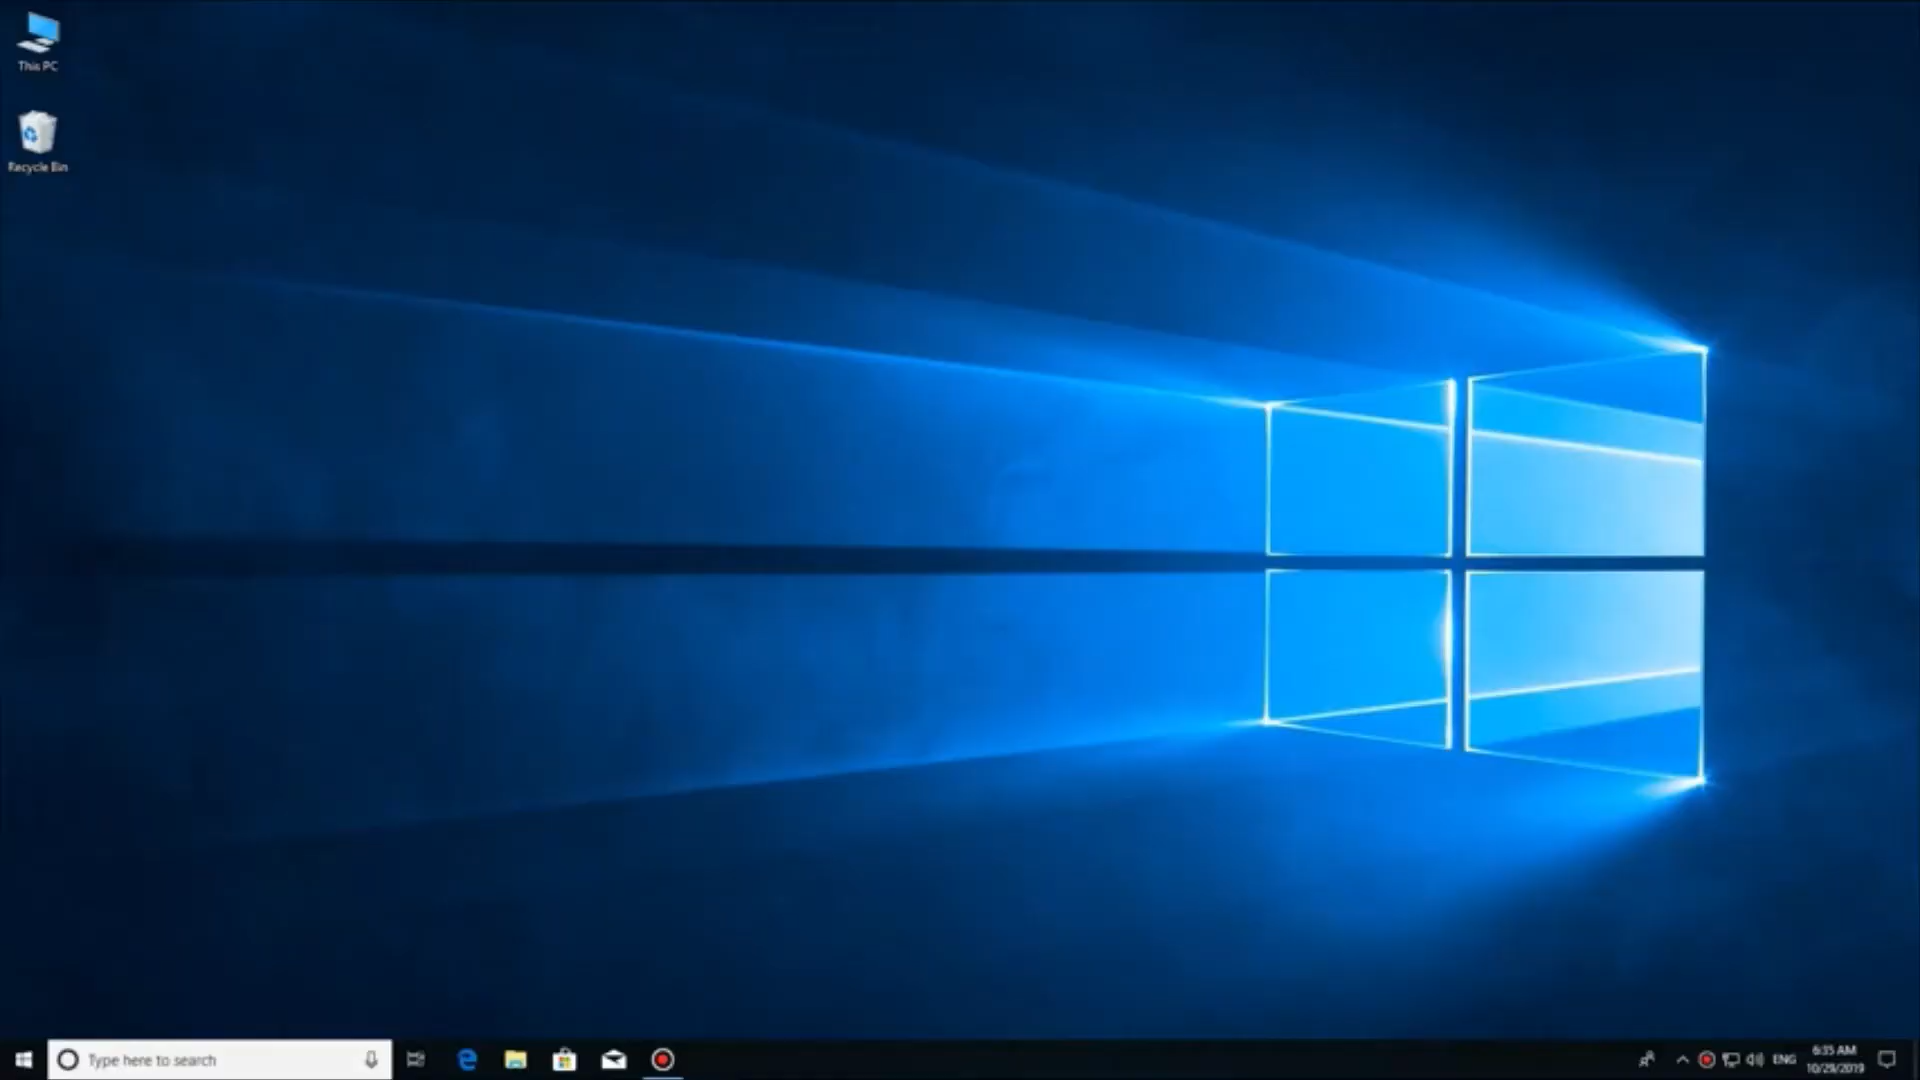 This PC
Recycle Bin
Type here to search
ENG
6:35 AM
10/29/2019